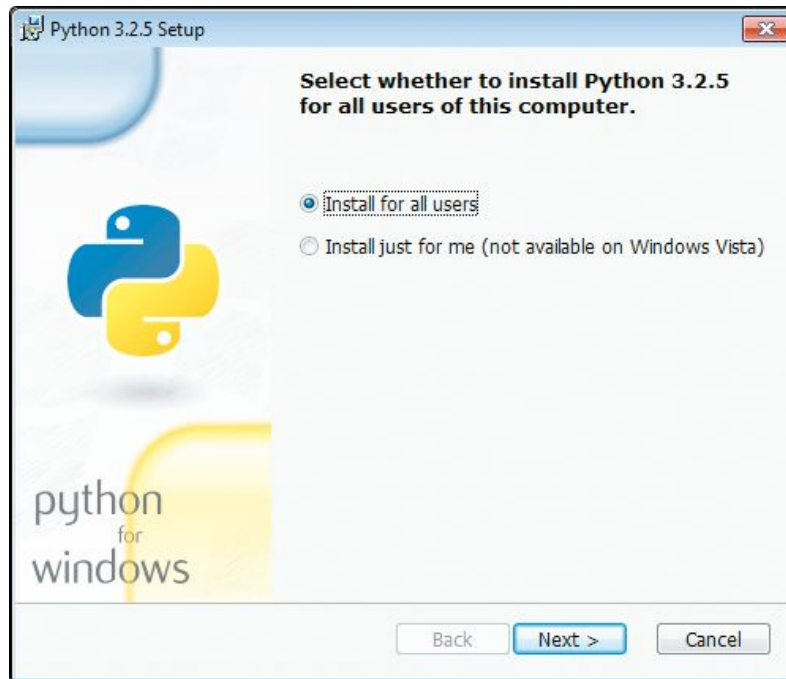 Python 3.2.5 Setup
Select whether to install Python 3.2.5
for all users of this computer.
Install for all users
Install just for me (not available on Windows Vista)
python
for
windows
Back
Next >
Cancel